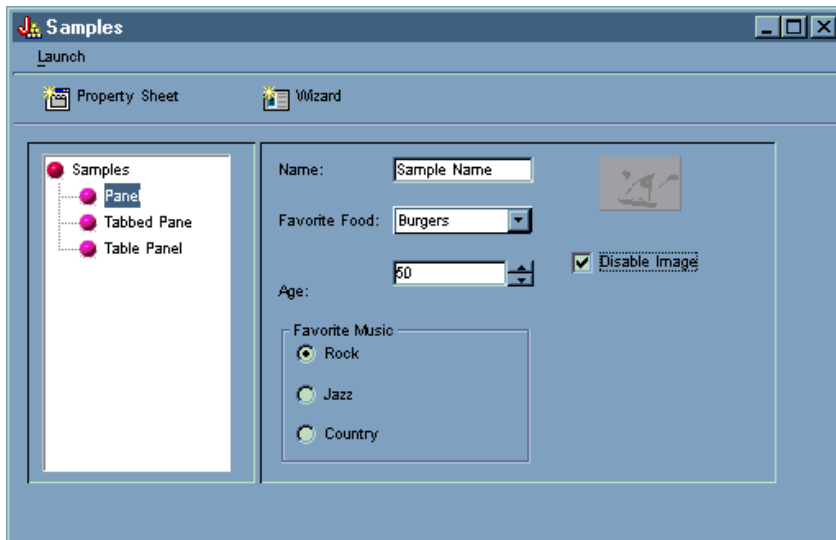 Samples
Launch
Property Sheet
Wizard
Samples
Panel
Tabbed Pane
Table Panel
Name:
Sample Name
Favorite Food:
Burgers
Age:
50
Disable Image
Favorite Music
Rock
Jazz
Country